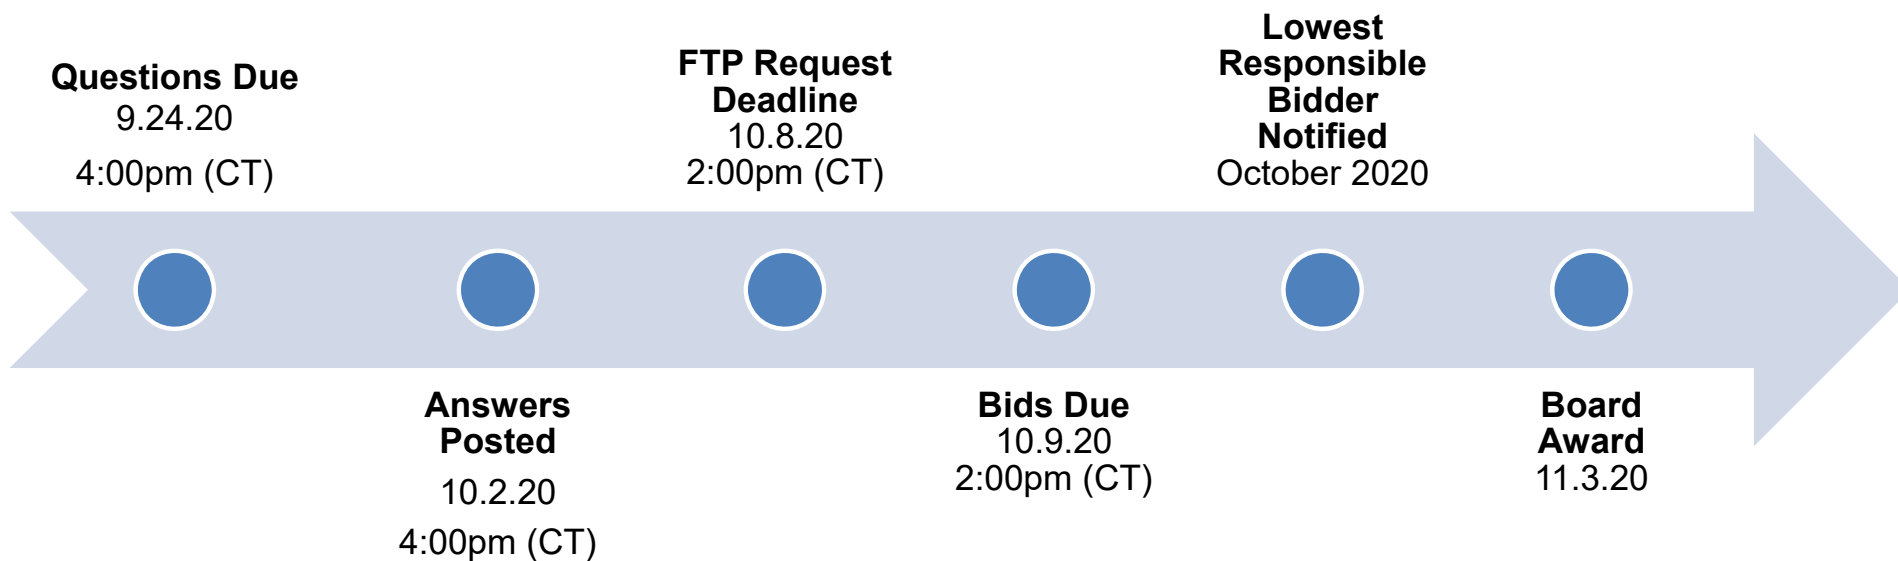 Questions Due
9.24.20
4:00pm (CT)
Answers
Posted
10.2.20
4:00pm (CT)
FTP Request
Deadline
10.8.20
2:00pm (CT)
Bids Due
10.9.20
2:00pm (CT)
Lowest
Responsible
Bidder
Notified
October 2020
Board
Award
11.3.20